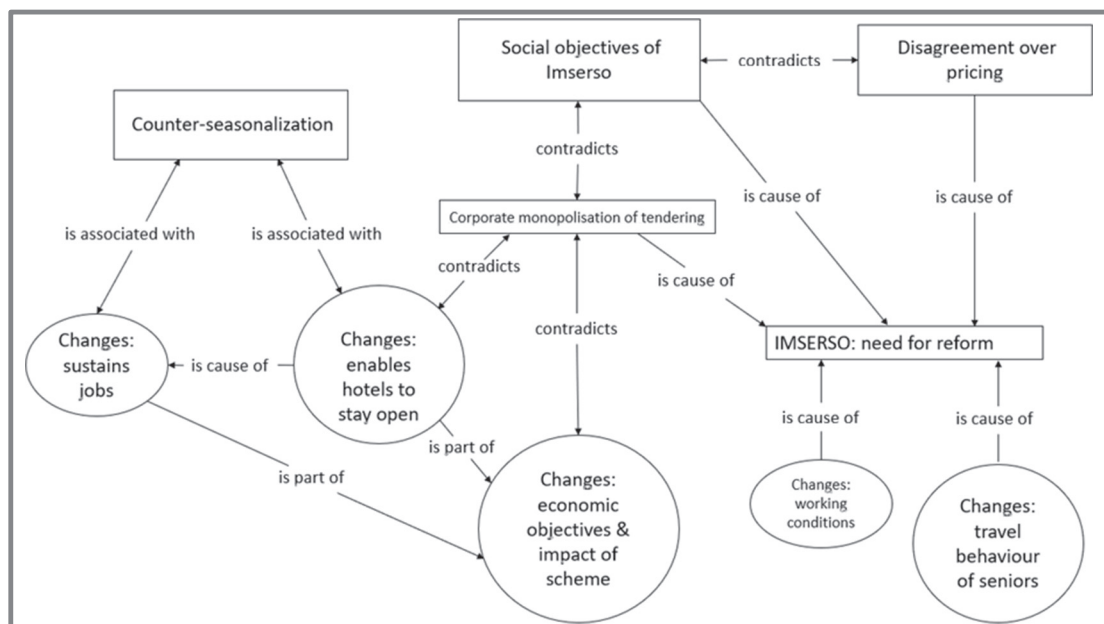 Social objectives of
Imserso
contradicts
Disagreement over
pricing
Counter-seasonalization
contradicts
is cause of
is cause of
Corporate monopolisation of tendering
is associated with
is associated with
contradicts
is cause of
contradicts
Changes:
sustains
jobs
is cause of
Changes:
enables
hotels to
stay open
IMSERSO: need for reform
is cause of
is cause of
is part of
is part of
Changes:
economic
objectives &
impact of
scheme
Changes:
working
conditions
Changes:
travel
behaviour
of seniors